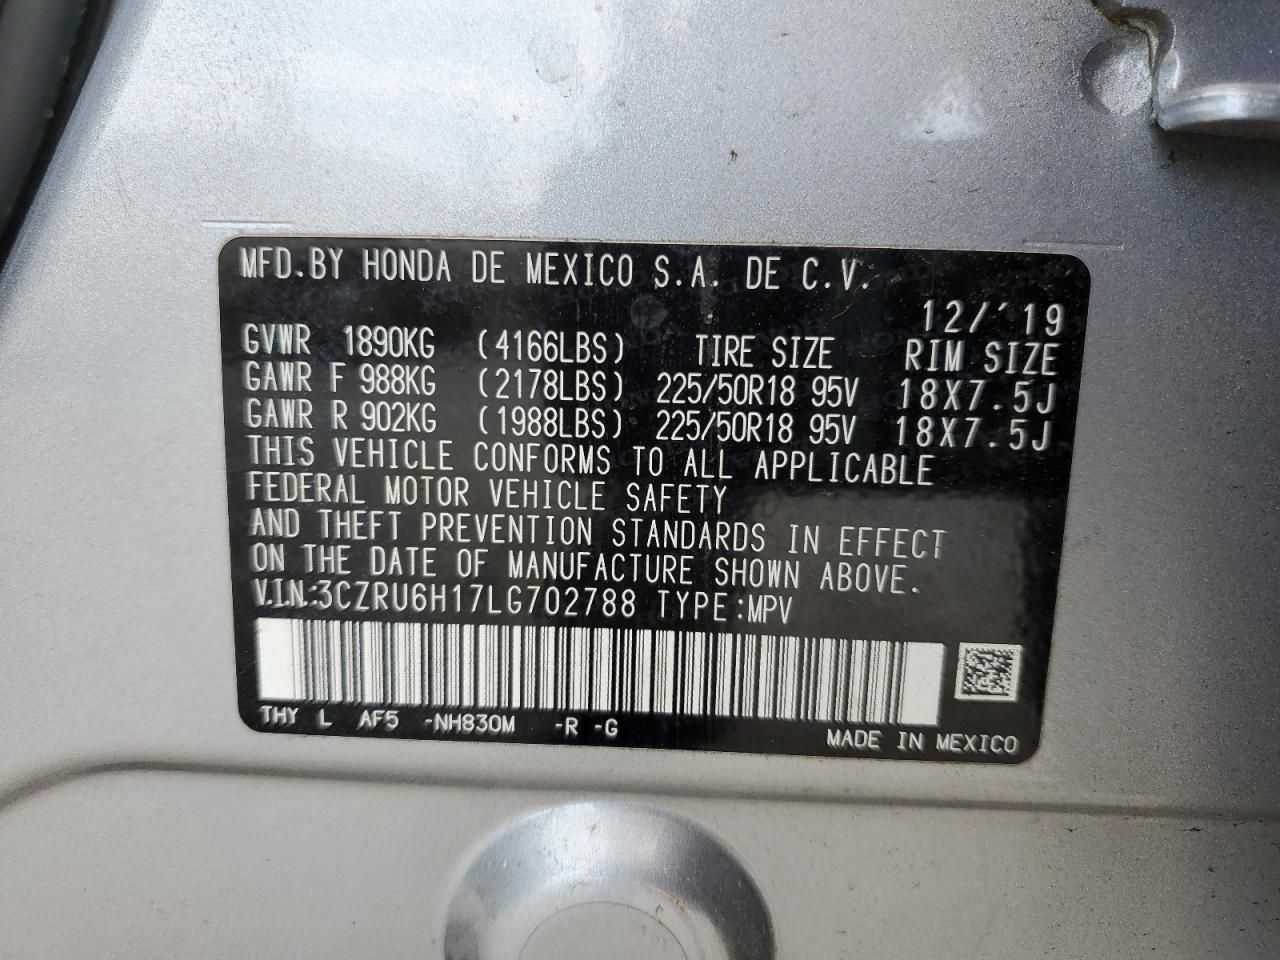 MFD.BY HONDA DE MEXICO S.A. DE C.V.
12/'19
GVWR 1890KG (4166LBS) TIRE SIZE RIM SIZE
GAWR F 988KG (2178LBS) 225/50R18 95V 18X7.5J
GAWR R 902KG (1988LBS) 225/50R18 95V 18X7.5J
THIS VEHICLE CONFORMS TO ALL APPLICABLE
FEDERAL MOTOR VEHICLE SAFETY
AND THEFT PREVENTION STANDARDS IN EFFECT
ON THE DATE OF MANUFACTURE SHOWN ABOVE.
V.I.N.:3CZRU6H17LG702788 TYPE:MPV
THY L AF5 -NH830M -R -G
MADE IN MEXICO